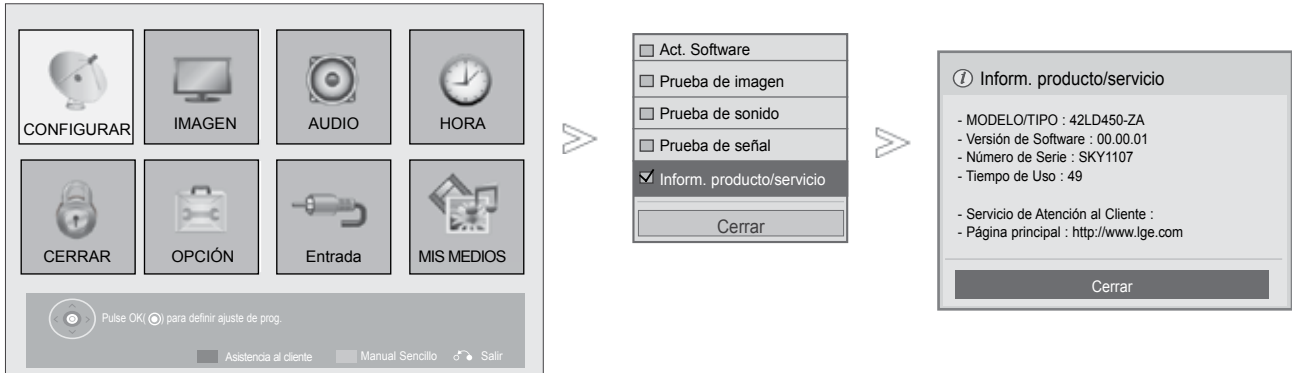 CONFIGURAR
IMAGEN
AUDIO
HORA
CERRAR
OPCIÓN
Entrada
MIS MEDIOS
Pulse OK( ) para definir ajuste de prog.
Asistencia al cliente
Manual Sencillo
Salir
Act. Software
Prueba de imagen
Prueba de sonido
Prueba de señal
Inform. producto/servicio
Cerrar
i Inform. producto/servicio
- MODELO/TIPO : 42LD450-ZA
- Versión de Software : 00.00.01
- Número de Serie : SKY1107
- Tiempo de Uso : 49
- Servicio de Atención al Cliente :
- Página principal : http://www.lge.com
Cerrar